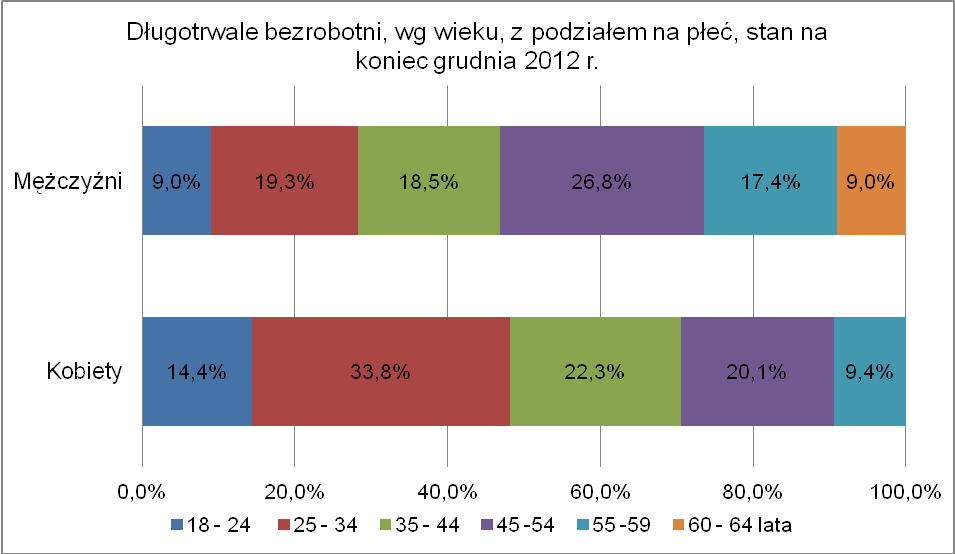 Długotrwale bezrobotni, wg wieku, z podziałem na płeć, stan na
koniec grudnia 2012 r.
Mężczyźni
9,0% 19,3% 18,5% 26,8% 17,4% 9,0%
Kobiety
14,4% 33,8% 22,3% 20,1% 9,4%
0,0% 20,0% 40,0% 60,0% 80,0% 100,0%
18 - 24 25 - 34 35 - 44 45 -54 55 -59 60 - 64 lata